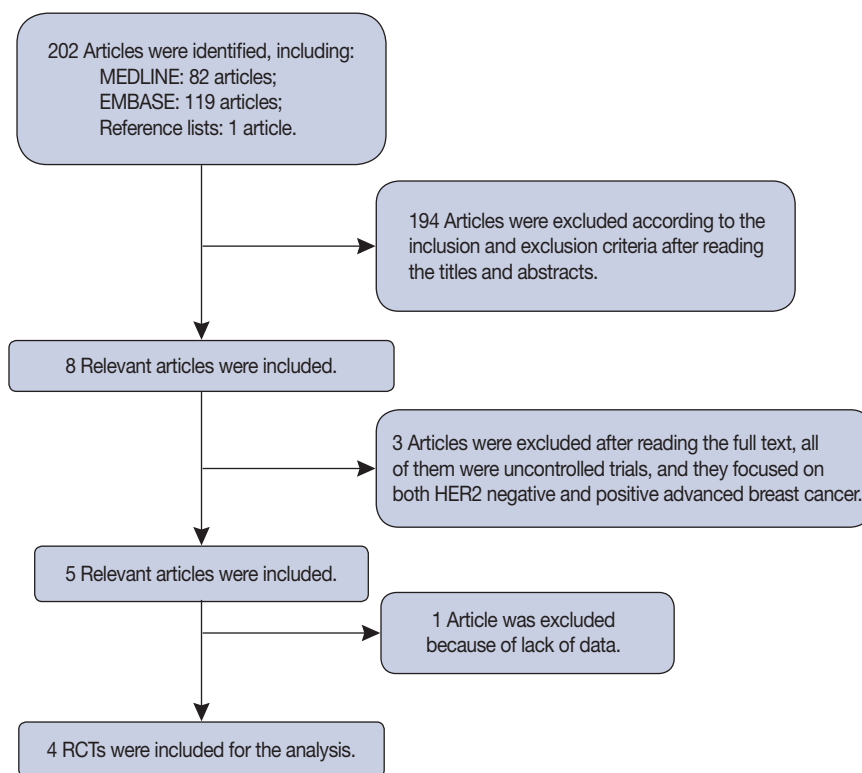 202 Articles were identified, including:
MEDLINE: 82 articles;
EMBASE: 119 articles;
Reference lists: 1 article.
194 Articles were excluded according to the
inclusion and exclusion criteria after reading
the titles and abstracts.
8 Relevant articles were included.
3 Articles were excluded after reading the full text, all
of them were uncontrolled trials, and they focused on
both HER2 negative and positive advanced breast cancer.
5 Relevant articles were included.
1 Article was excluded
because of lack of data.
4 RCTs were included for the analysis.